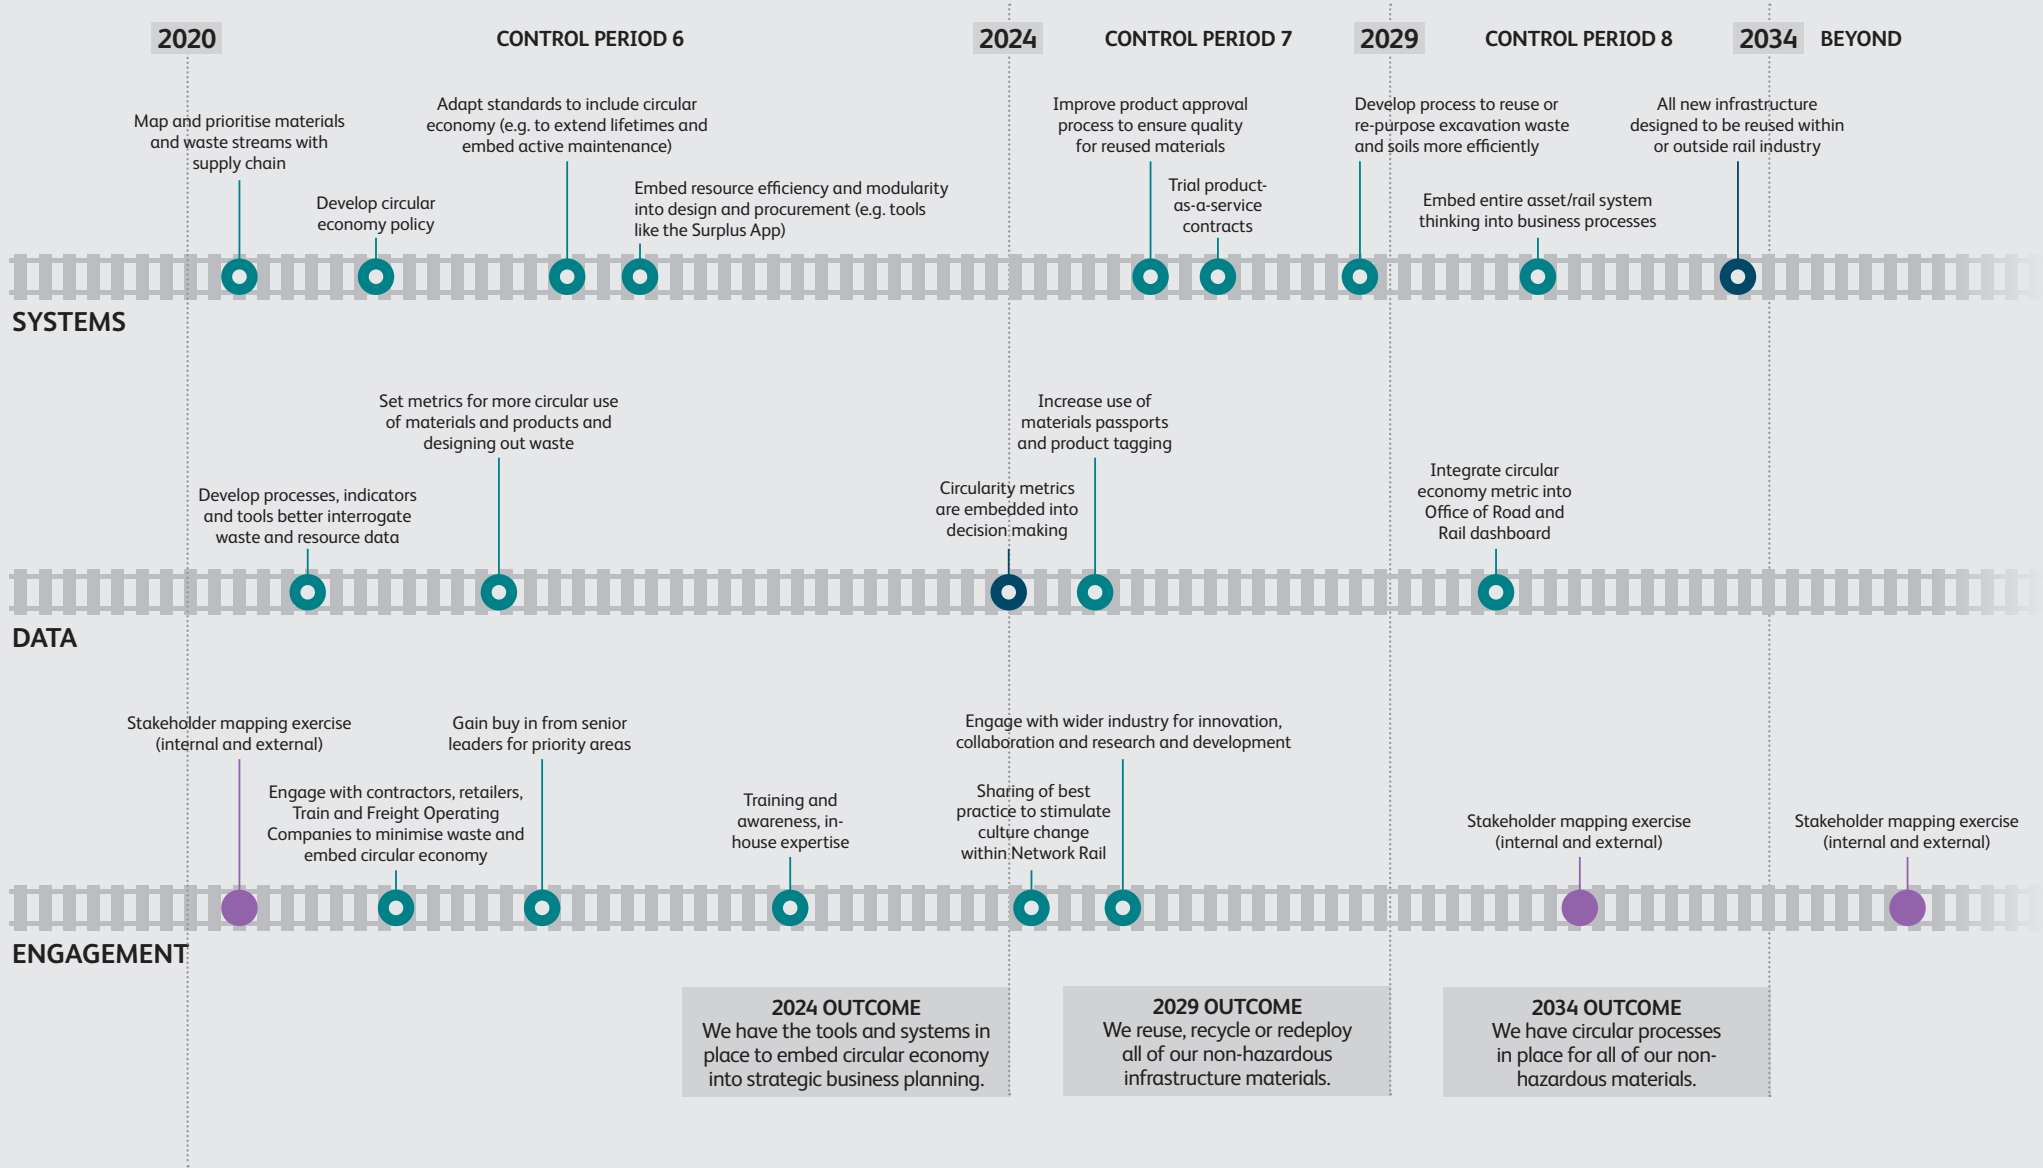 2020
CONTROL PERIOD 6
2024
CONTROL PERIOD 7
2029
CONTROL PERIOD 8
2034
BEYOND
Map and prioritise materials
and waste streams with
supply chain
Develop circular
economy policy
Adapt standards to include circular
economy (e.g. to extend lifetimes and
embed active maintenance)
Embed resource efficiency and modularity
into design and procurement (e.g. tools
like the Surplus App)
Improve product approval
process to ensure quality
for reused materials
Trial product-
as-a-service
contracts
Develop process to reuse or
re-purpose excavation waste
and soils more efficiently
Embed entire asset/rail system
thinking into business processes
All new infrastructure
designed to be reused within
or outside rail industry
SYSTEMS
Develop processes, indicators
and tools better interrogate
waste and resource data
Set metrics for more circular use
of materials and products and
designing out waste
Circularity metrics
are embedded into
decision making
Increase use of
materials passports
and product tagging
Integrate circular
economy metric into
Office of Road and
Rail dashboard
DATA
Stakeholder mapping exercise
(internal and external)
Engage with contractors, retailers,
Train and Freight Operating
Companies to minimise waste and
embed circular economy
Gain buy in from senior
leaders for priority areas
Training and
awareness, in-
house expertise
Sharing of best
practice to stimulate
culture change
within Network Rail
Engage with wider industry for innovation,
collaboration and research and development
Stakeholder mapping exercise
(internal and external)
Stakeholder mapping exercise
(internal and external)
ENGAGEMENT
2024 OUTCOME
We have the tools and systems in
place to embed circular economy
into strategic business planning.
2029 OUTCOME
We reuse, recycle or redeploy
all of our non-hazardous
infrastructure materials.
2034 OUTCOME
We have circular processes
in place for all of our non-
hazardous materials.